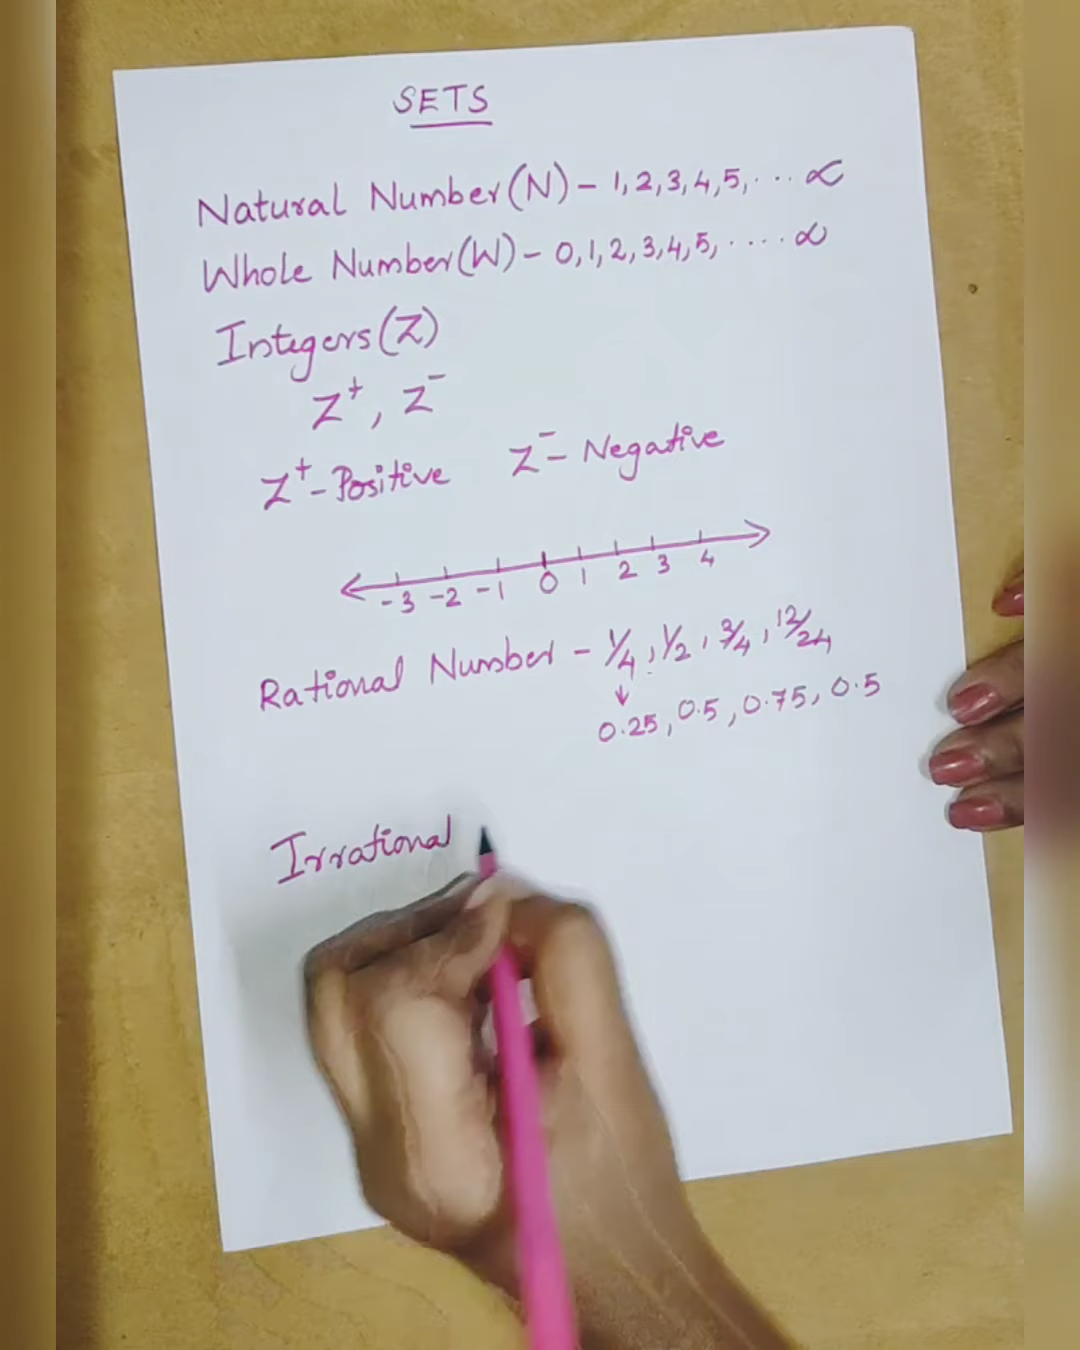 SETS
Natural Number(N) - 1, 2, 3, 4, 5, ... ∝
Whole Number(W) - 0, 1, 2, 3, 4, 5, .... ∝
Integers(Z)
Z⁺, Z⁻
Z⁺ - Positive Z⁻ - Negative
-3 -2 -1 0 1 2 3 4
Rational Number - 1/4, 1/2, 3/4, 12/24
↓
0.25, 0.5, 0.75, 0.5
Irrational